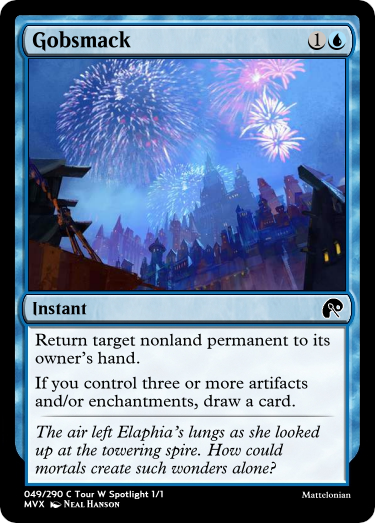 Gobsmack 1
Instant
Return target nonland permanent to its
owner's hand.
If you control three or more artifacts
and/or enchantments, draw a card.
The air left Elaphia's lungs as she looked
up at the towering spire. How could
mortals create such wonders alone?
049/290 C Tour W Spotlight 1/1
MVX Neal Hanson
Mattelonian